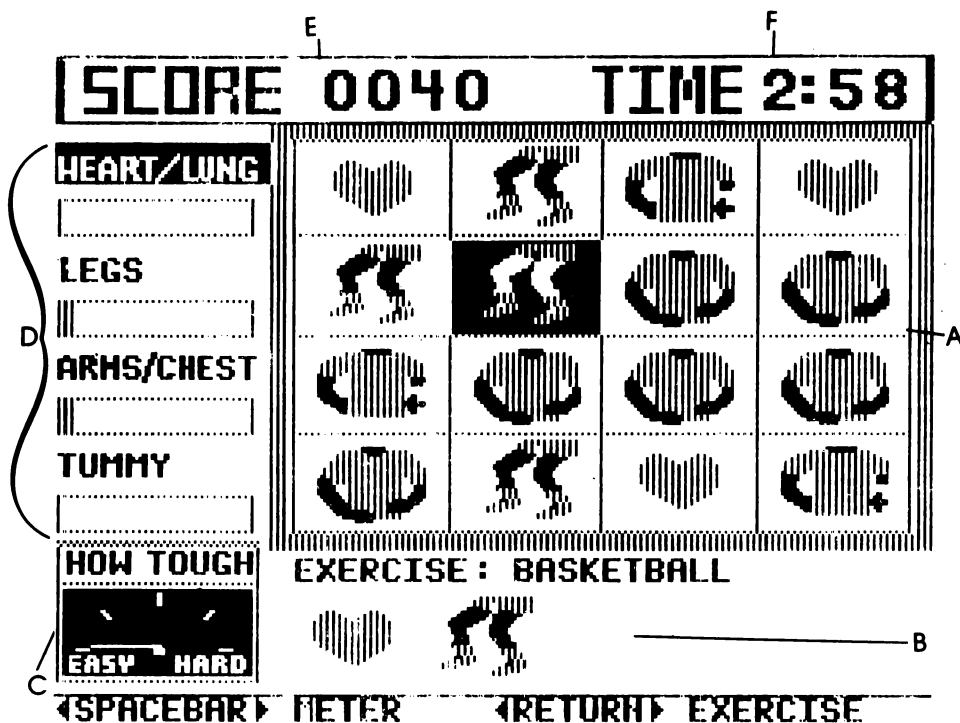 E F
SCORE 0040 TIME 2:58
HEART/LUNG
LEGS
D
A
ARMS/CHEST
TUMMY
HOW TOUGH
EXERCISE: BASKETBALL
B
EASY HARD
C
◀SPACEBAR▶ METER ◀RETURN▶ EXERCISE